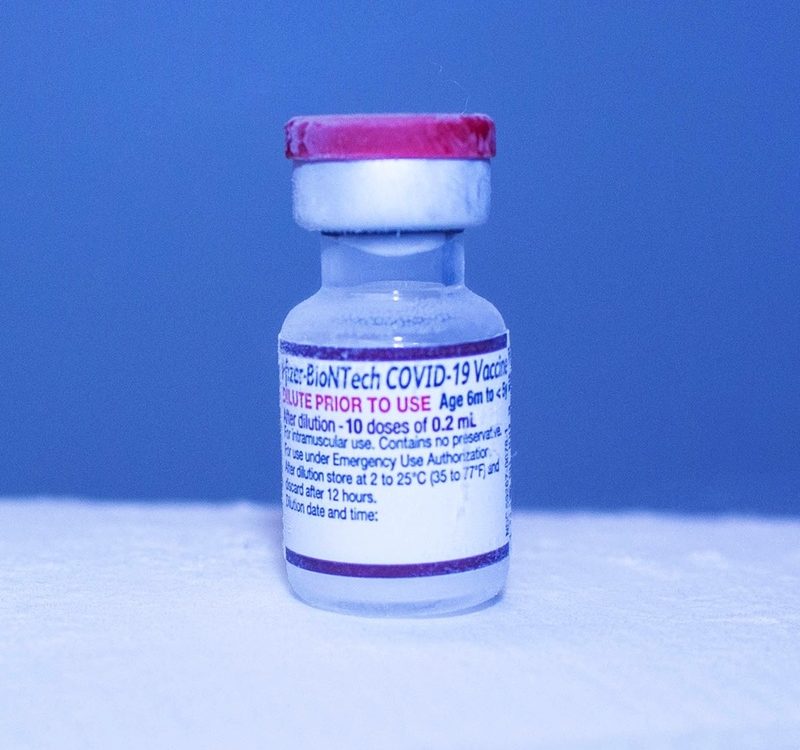 Pfizer-BioNTech COVID-19 Vaccine
DILUTE PRIOR TO USE Age 6m to < 5y
After dilution - 10 doses of 0.2 mL
For intramuscular use. Contains no preservative.
For use under Emergency Use Authorization.
After dilution store at 2 to 25°C (35 to 77°F) and
discard after 12 hours.
Dilution date and time: